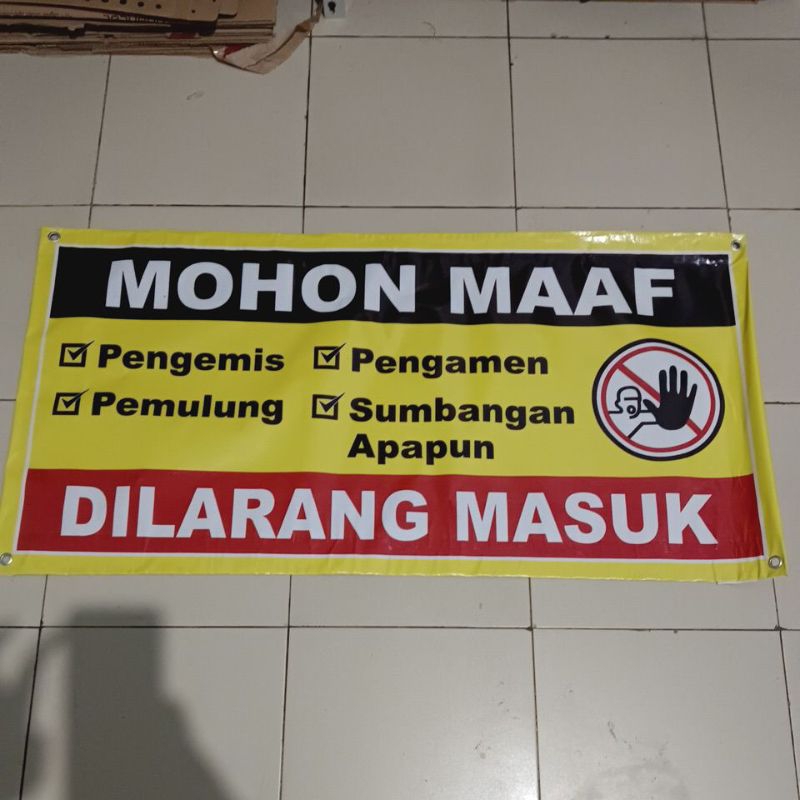 MOHON MAAF
Pengemis
Pengamen
Pemulung
Sumbangan
Apapun
DILARANG MASUK